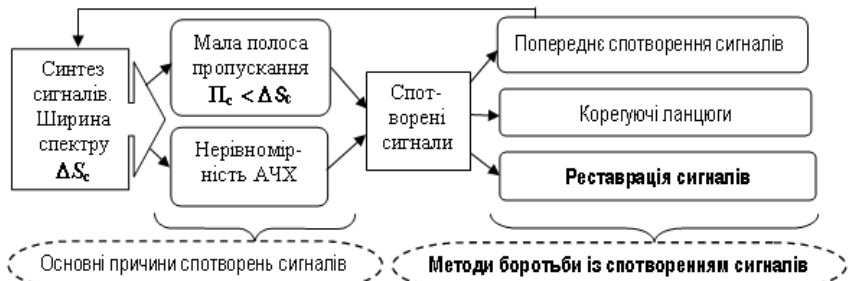 Синтез
сигналів.
Ширина
спектру
ΔSc
Мала полоса
пропускання
Пс < ΔSc
Нерівномір-
ність АЧХ
Спот-
ворені
сигнали
Попереднє спотворення сигналів
Корегуючі ланцюги
Реставрація сигналів
Основні причини спотворень сигналів
Методи боротьби із спотворенням сигналів